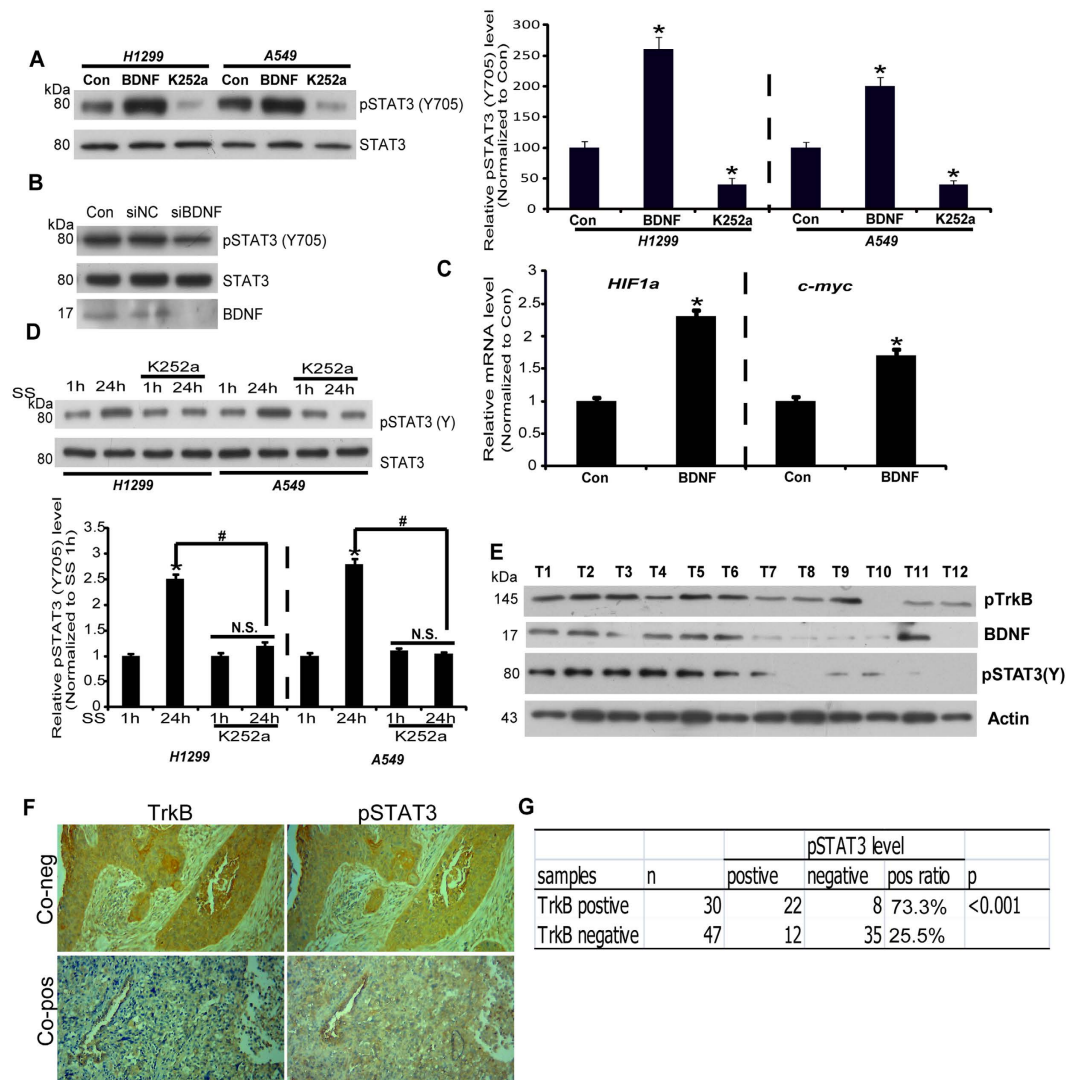 A
H1299 A549
Con BDNF K252a Con BDNF K252a
kDa
80 pSTAT3 (Y705)
80 STAT3
Relative pSTAT3 (Y705) level
(Normalized to Con)
300
250
200
150
100
50
0
* * * *
Con BDNF K252a Con BDNF K252a
H1299 A549
B
Con siNC siBDNF
kDa
80 pSTAT3 (Y705)
80 STAT3
17 BDNF
C
Relative mRNA level
(Normalized to Con)
3
2.5
2
1.5
1
0.5
0
HIF1a c-myc
* *
Con BDNF Con BDNF
D
K252a K252a
SS 1h 24h 1h 24h 1h 24h 1h 24h
kDa
80 pSTAT3 (Y)
80 STAT3
H1299 A549
Relative pSTAT3 (Y705) level
(Normalized to SS 1h)
3.5
3
2.5
2
1.5
1
0.5
0
# #
* *
N.S. N.S.
SS 1h 24h 1h 24h 1h 24h 1h 24h
K252a K252a
H1299 A549
E
kDa T1 T2 T3 T4 T5 T6 T7 T8 T9 T10 T11 T12
145 pTrkB
17 BDNF
80 pSTAT3(Y)
43 Actin
F
TrkB pSTAT3
Co-neg
Co-pos
G
pSTAT3 level
samples n postive negative pos ratio p
TrkB postive 30 22 8 73.3% <0.001
TrkB negative 47 12 35 25.5%